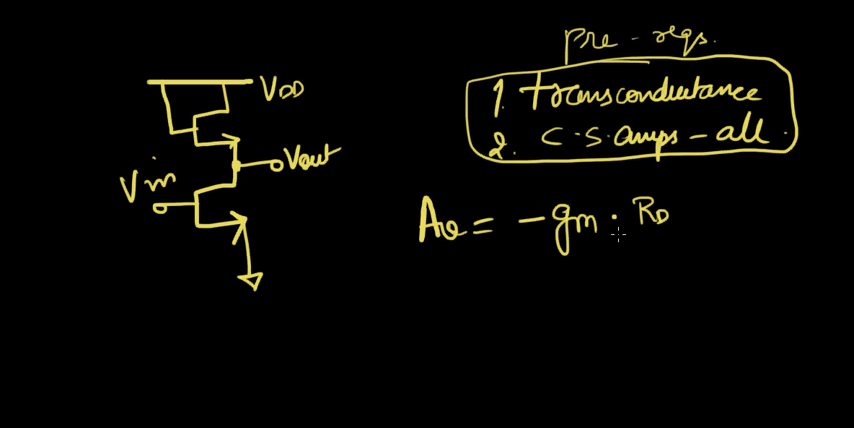 Pre-reqs.
1. Transconductance
2. C.S. Amps - all.
VDD
Vout
Vin
Av = - gm . RD